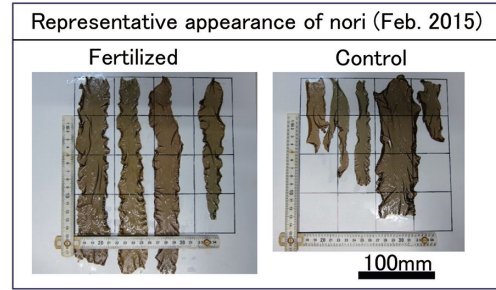 Representative appearance of nori (Feb. 2015)
Fertilized
Control
100mm